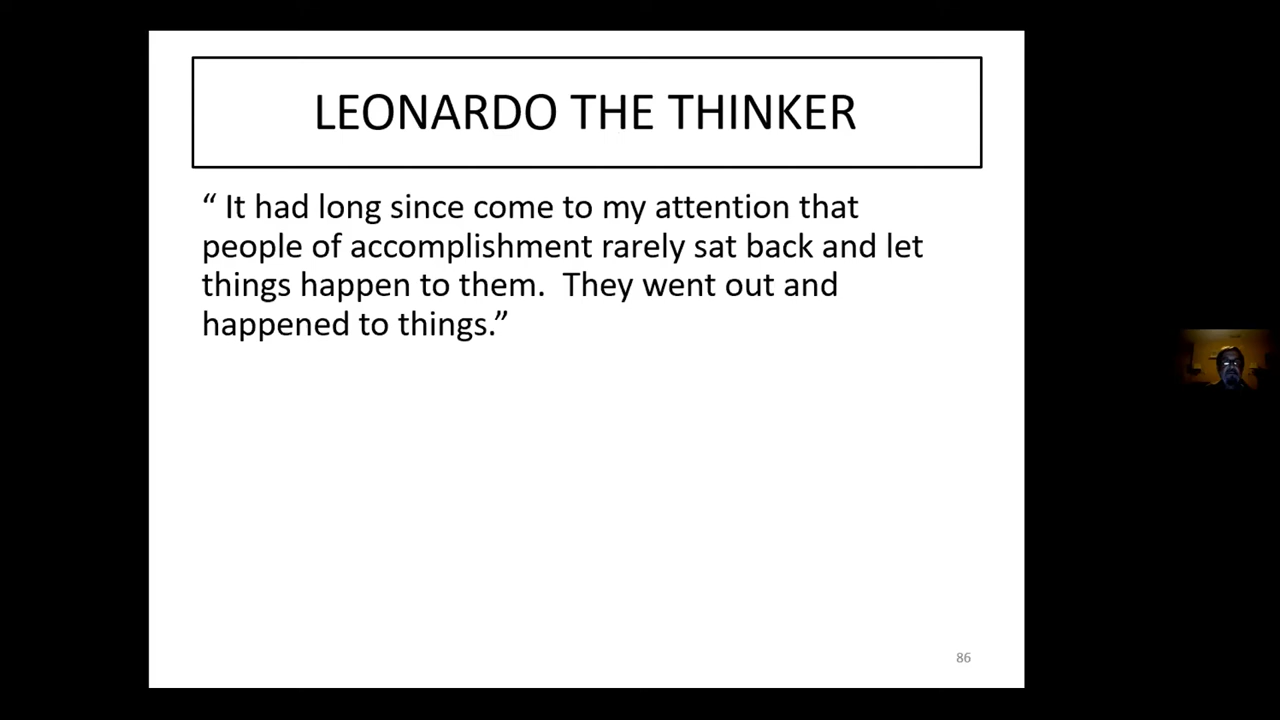 LEONARDO THE THINKER
“ It had long since come to my attention that
people of accomplishment rarely sat back and let
things happen to them.  They went out and
happened to things.”
86